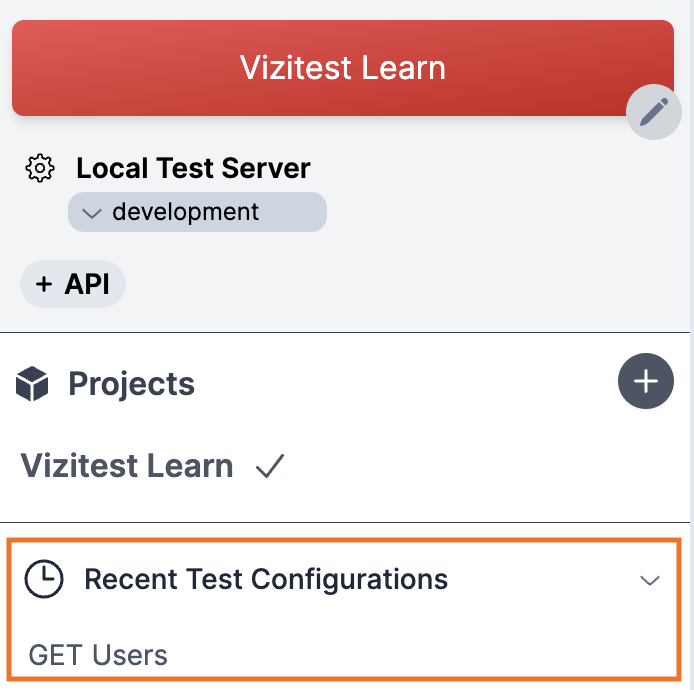 Vizitest Learn
Local Test Server
development
+ API
Projects
Vizitest Learn
Recent Test Configurations
GET Users